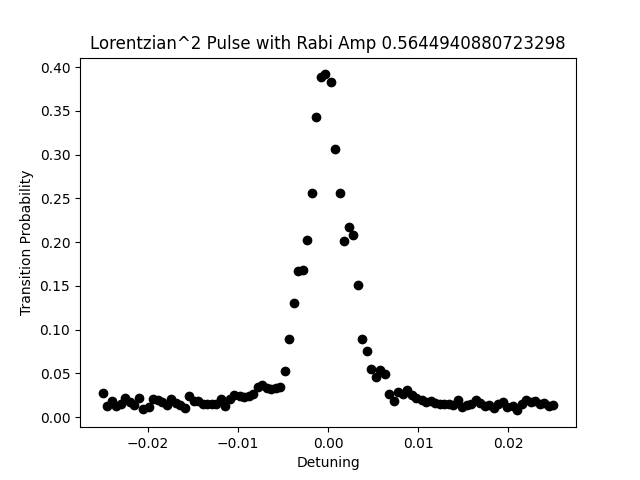 Lorentzian^2 Pulse with Rabi Amp 0.5644940880723298
0.40
0.35
0.30
0.25
0.20
0.15
0.10
0.05
0.00
Transition Probability
−0.02 −0.01 0.00 0.01 0.02
Detuning